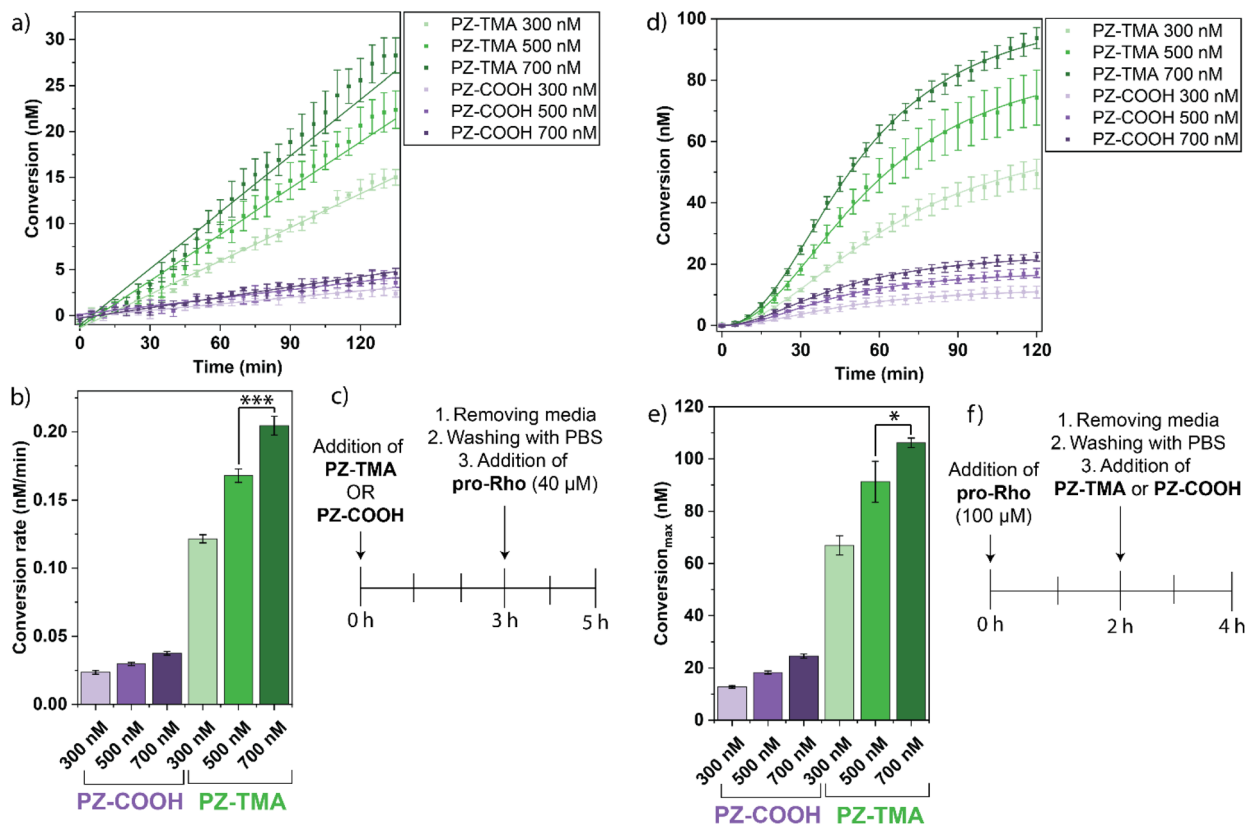 a)
PZ-TMA 300 nM
PZ-TMA 500 nM
PZ-TMA 700 nM
PZ-COOH 300 nM
PZ-COOH 500 nM
PZ-COOH 700 nM
Conversion (nM)
30
25
20
15
10
5
0
0 30 60 90 120
Time (min)
b)
***
Conversion rate (nM/min)
0.20
0.15
0.10
0.05
0.00
300 nM
500 nM
700 nM
300 nM
500 nM
700 nM
PZ-COOH PZ-TMA
c)
Addition of
PZ-TMA
OR
PZ-COOH
1. Removing media
2. Washing with PBS
3. Addition of
pro-Rho (40 µM)
0 h 3 h 5 h
d)
PZ-TMA 300 nM
PZ-TMA 500 nM
PZ-TMA 700 nM
PZ-COOH 300 nM
PZ-COOH 500 nM
PZ-COOH 700 nM
Conversion (nM)
100
80
60
40
20
0
0 30 60 90 120
Time (min)
e)
*
Conversionmax (nM)
120
100
80
60
40
20
0
300 nM
500 nM
700 nM
300 nM
500 nM
700 nM
PZ-COOH PZ-TMA
f)
Addition of
pro-Rho
(100 µM)
1. Removing media
2. Washing with PBS
3. Addition of
PZ-TMA or PZ-COOH
0 h 2 h 4 h